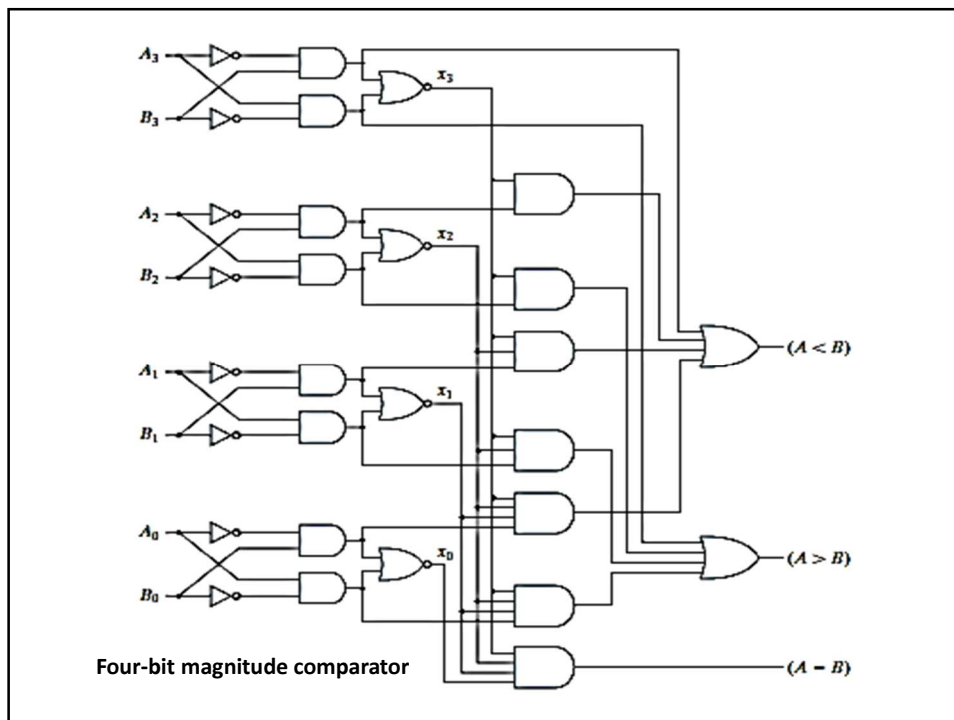 A₃
x₃
B₃
A₂
x₂
B₂
(A < B)
A₁
x₁
B₁
A₀
x₀
(A > B)
B₀
Four-bit magnitude comparator
(A − B)